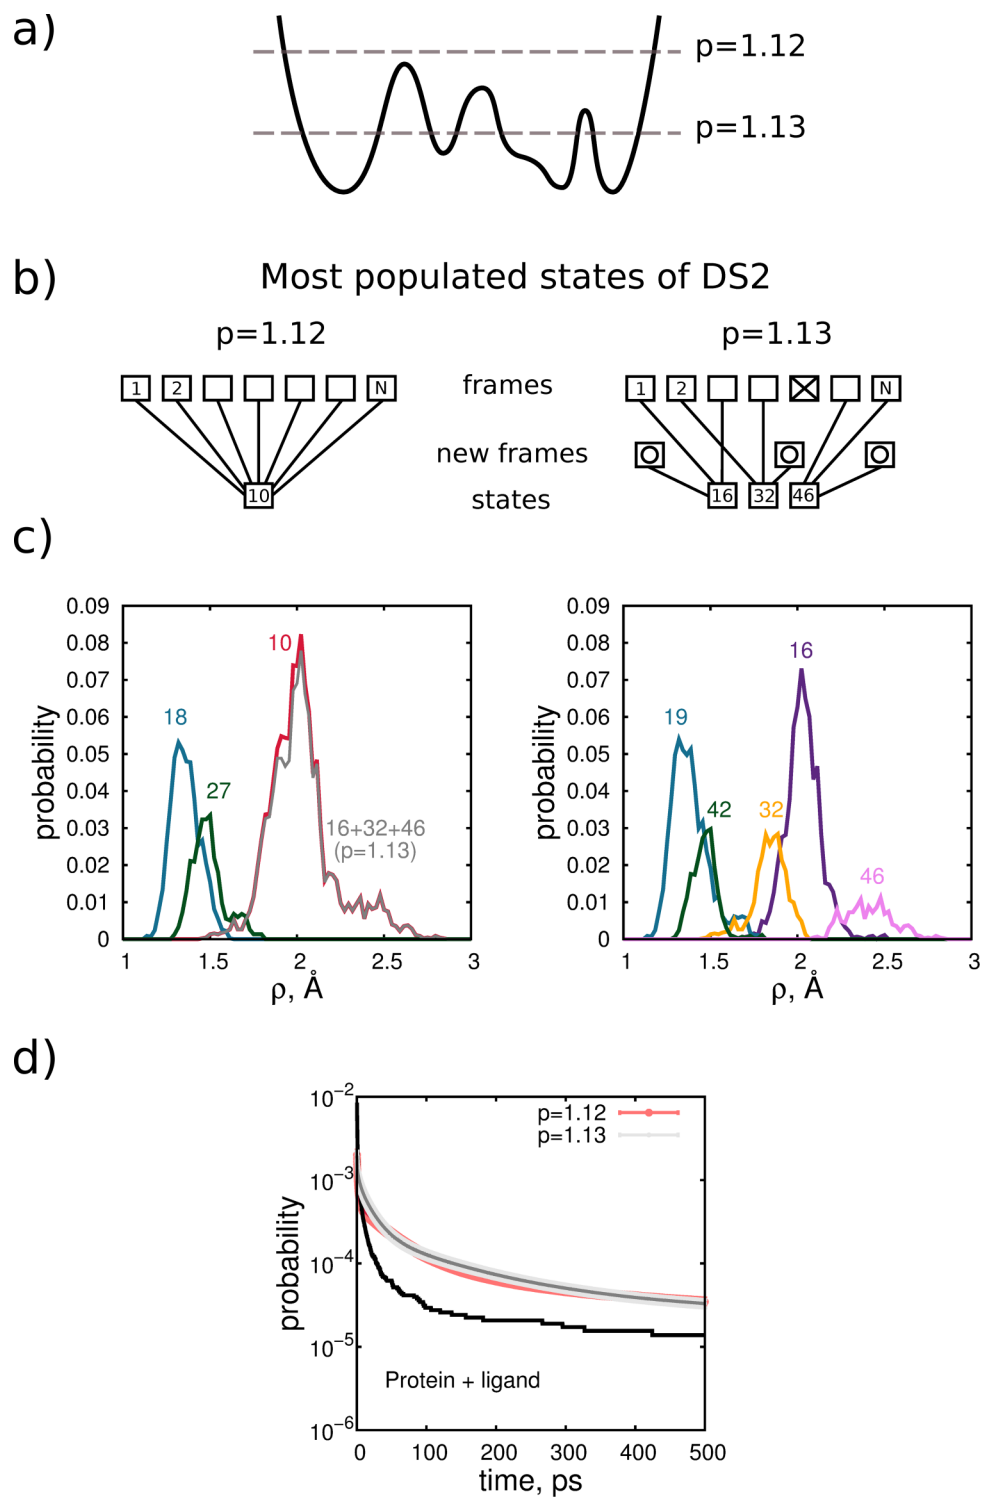 a)
p=1.12
p=1.13
b)
Most populated states of DS2
p=1.12
p=1.13
1 2 N
frames
1 2 N
new frames
states
10
16 32 46
c)
0.09
0.08
0.07
0.06
0.05
0.04
0.03
0.02
0.01
0
probability
10
18
27
16+32+46
(p=1.13)
1 1.5 2 2.5 3
ρ, Å
0.09
0.08
0.07
0.06
0.05
0.04
0.03
0.02
0.01
0
probability
16
19
42
32
46
1 1.5 2 2.5 3
ρ, Å
d)
10−2
10−3
10−4
10−5
10−6
probability
p=1.12
p=1.13
Protein + ligand
0 100 200 300 400 500
time, ps